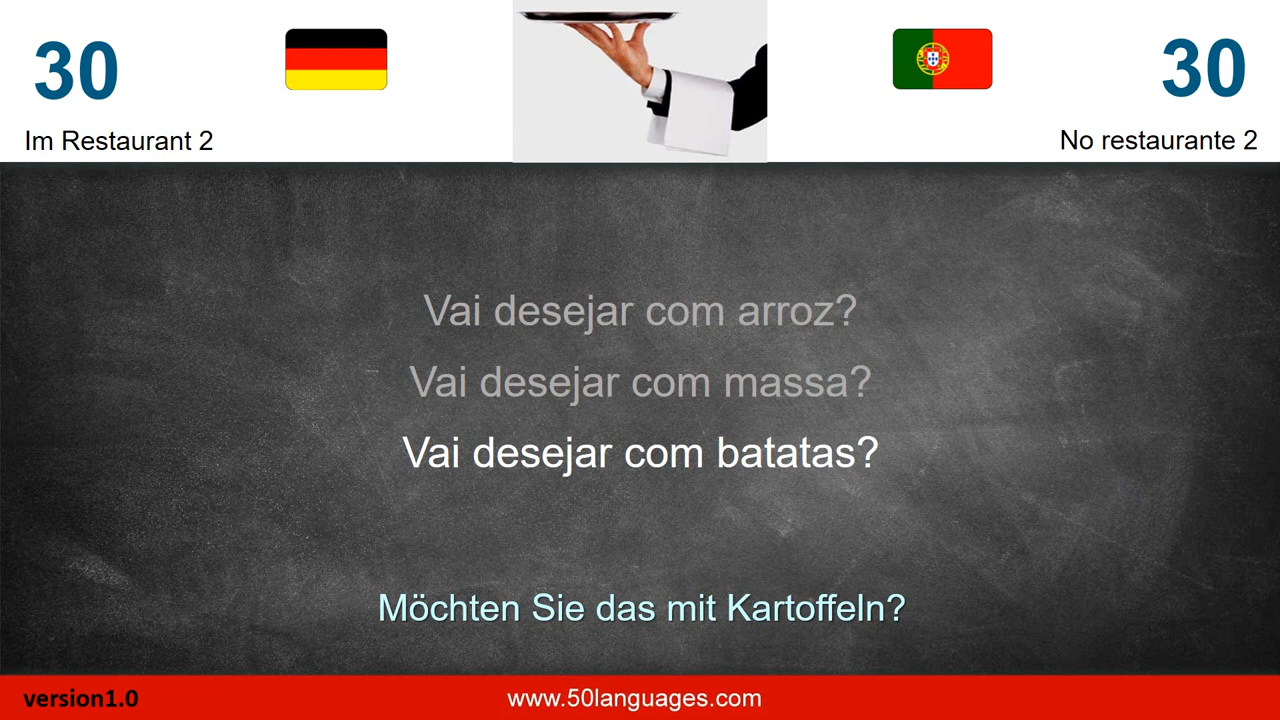 30
30
Im Restaurant 2
No restaurante 2
Vai desejar com arroz?
Vai desejar com massa?
Vai desejar com batatas?
Möchten Sie das mit Kartoffeln?
version1.0
www.50languages.com